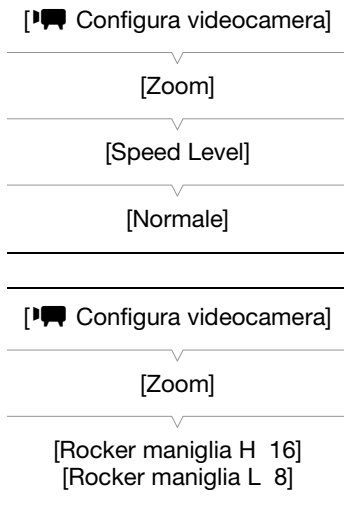 [ Configura videocamera]
[Zoom]
[Speed Level]
[Normale]
[ Configura videocamera]
[Zoom]
[Rocker maniglia H 16]
[Rocker maniglia L 8]